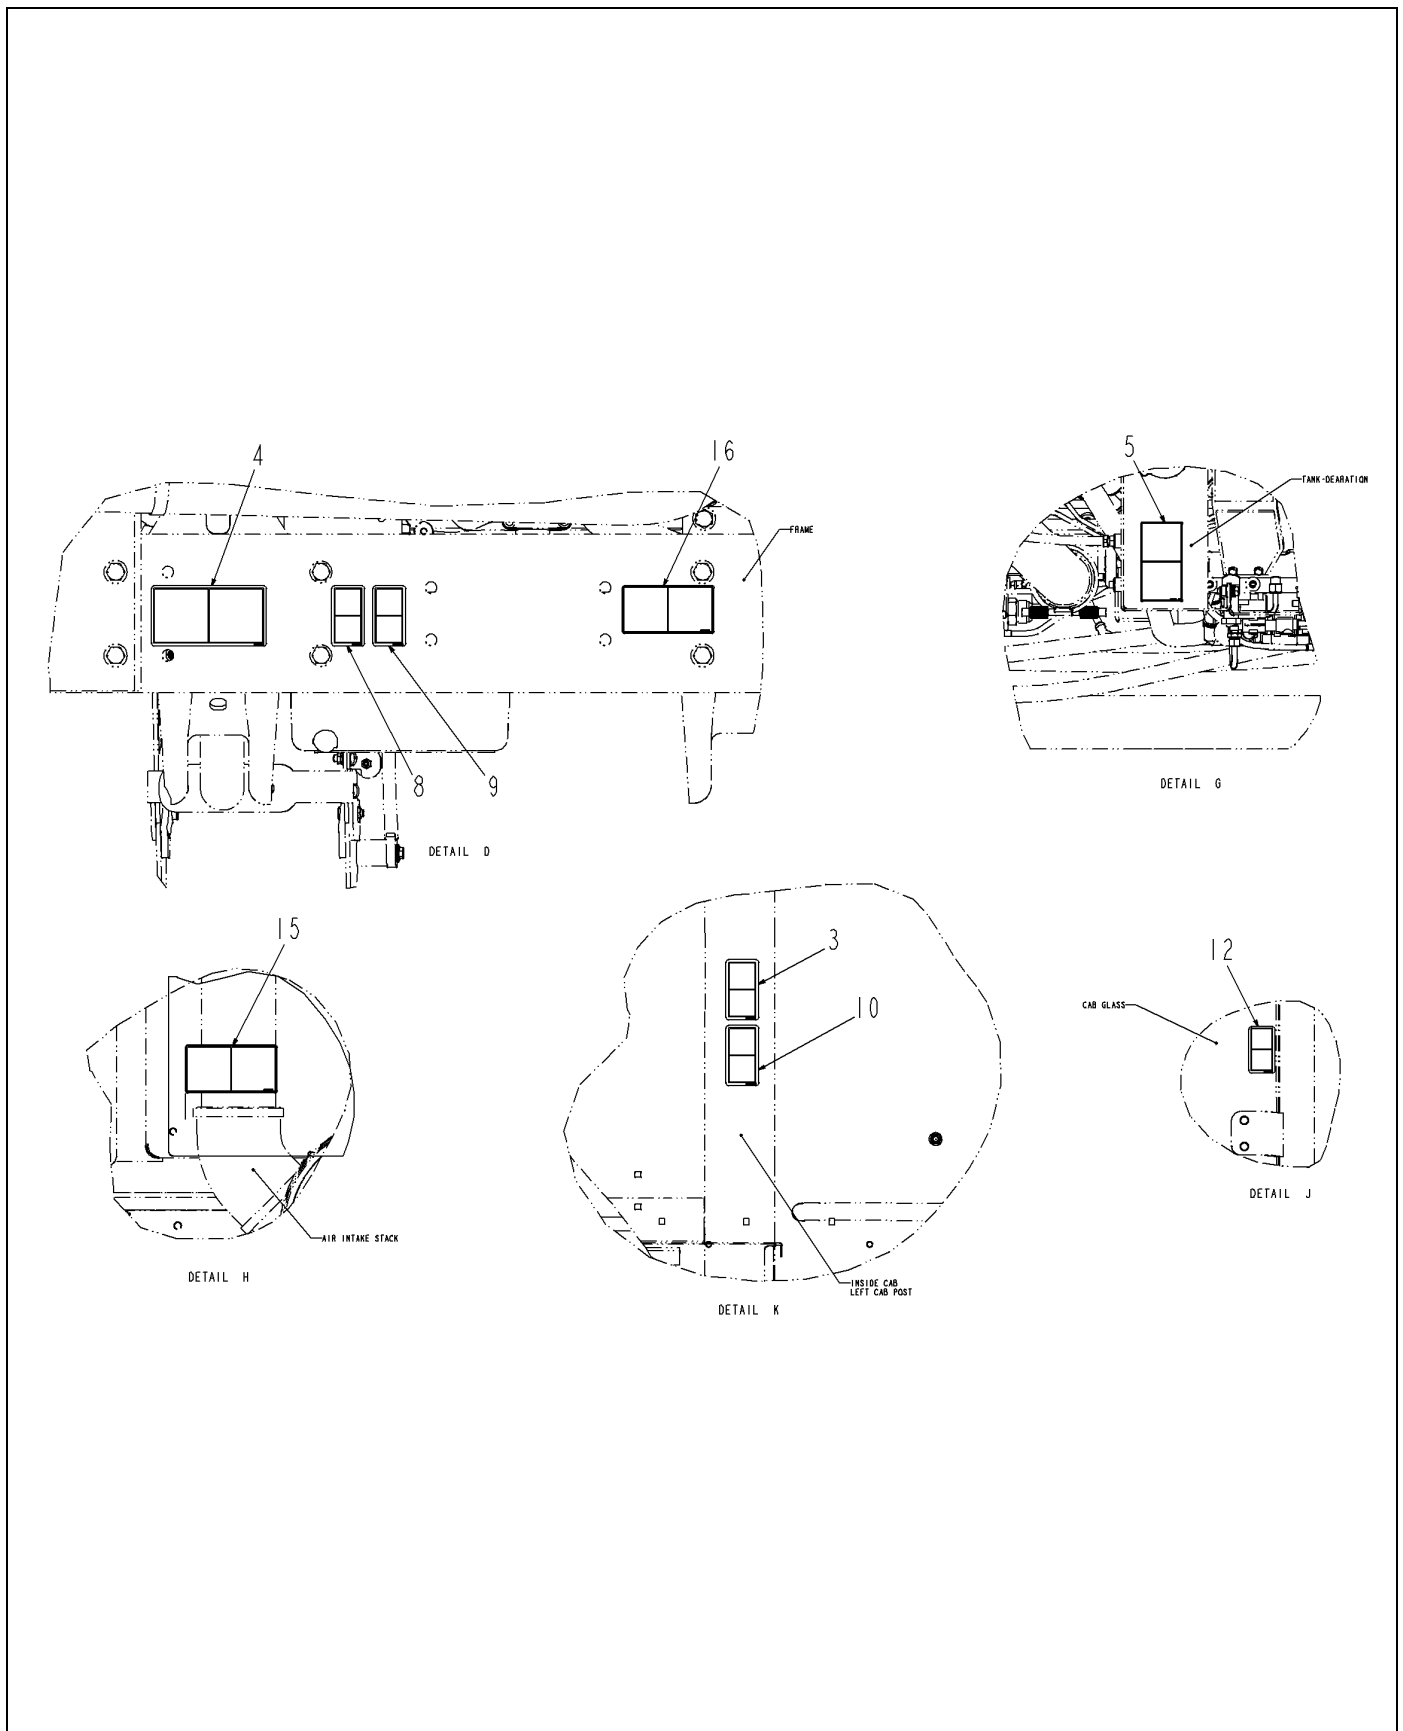 4
16
5
TANK-DEARATION
FRAME
8
9
DETAIL G
DETAIL D
15
3
12
10
CAB GLASS
DETAIL J
AIR INTAKE STACK
DETAIL H
INSIDE CAB
LEFT CAB POST
DETAIL K